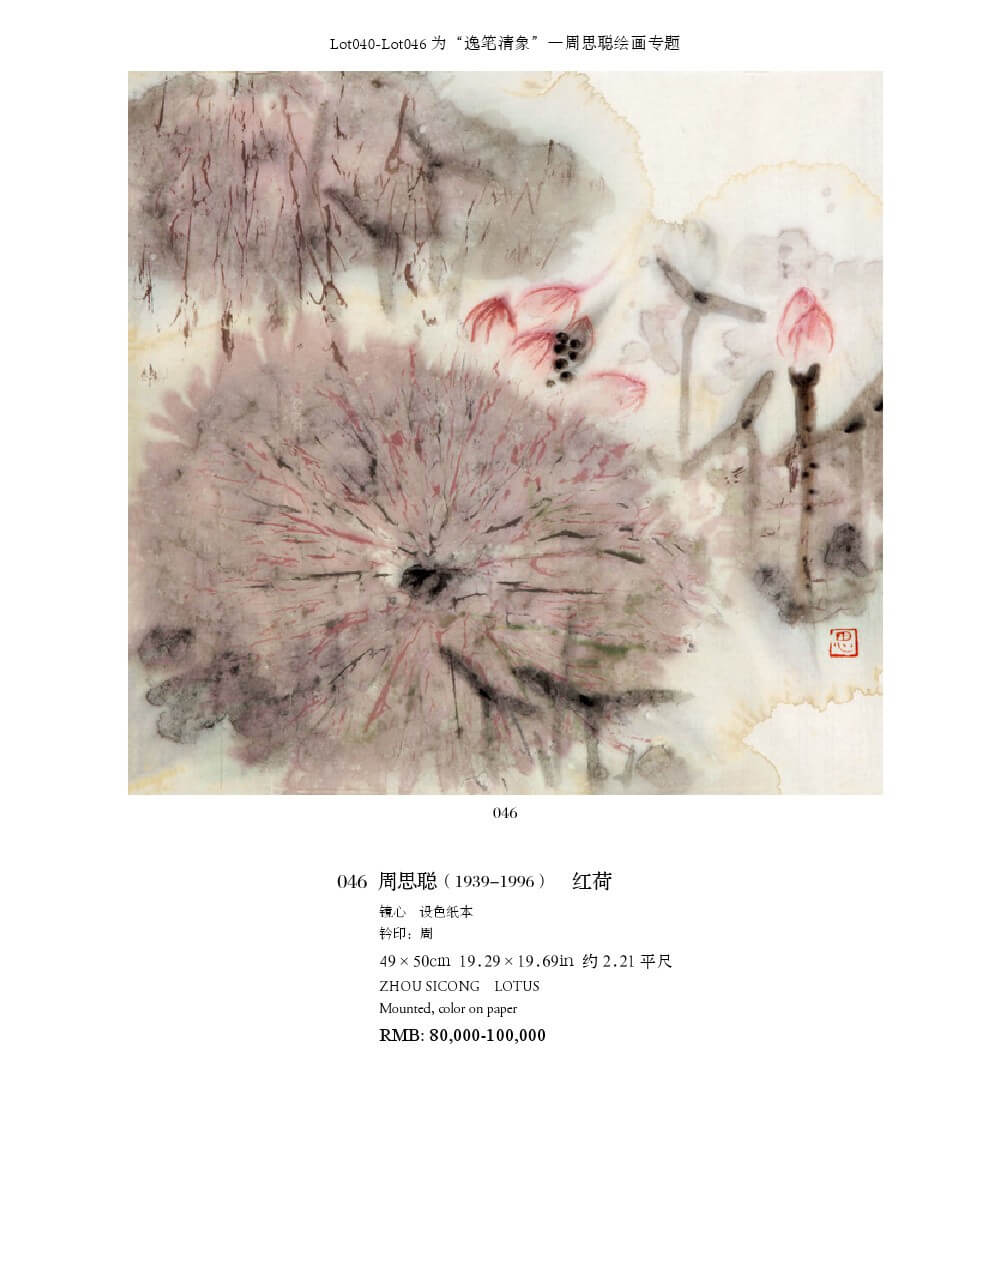 Lot040-Lot046 为“逸笔清象”—周思聪绘画专题
思
046
046 周思聪（1939-1996） 红荷
镜心 设色纸本
钤印：周
49×50cm 19.29×19.69in 约 2.21 平尺
ZHOU SICONG LOTUS
Mounted, color on paper
RMB: 80,000-100,000